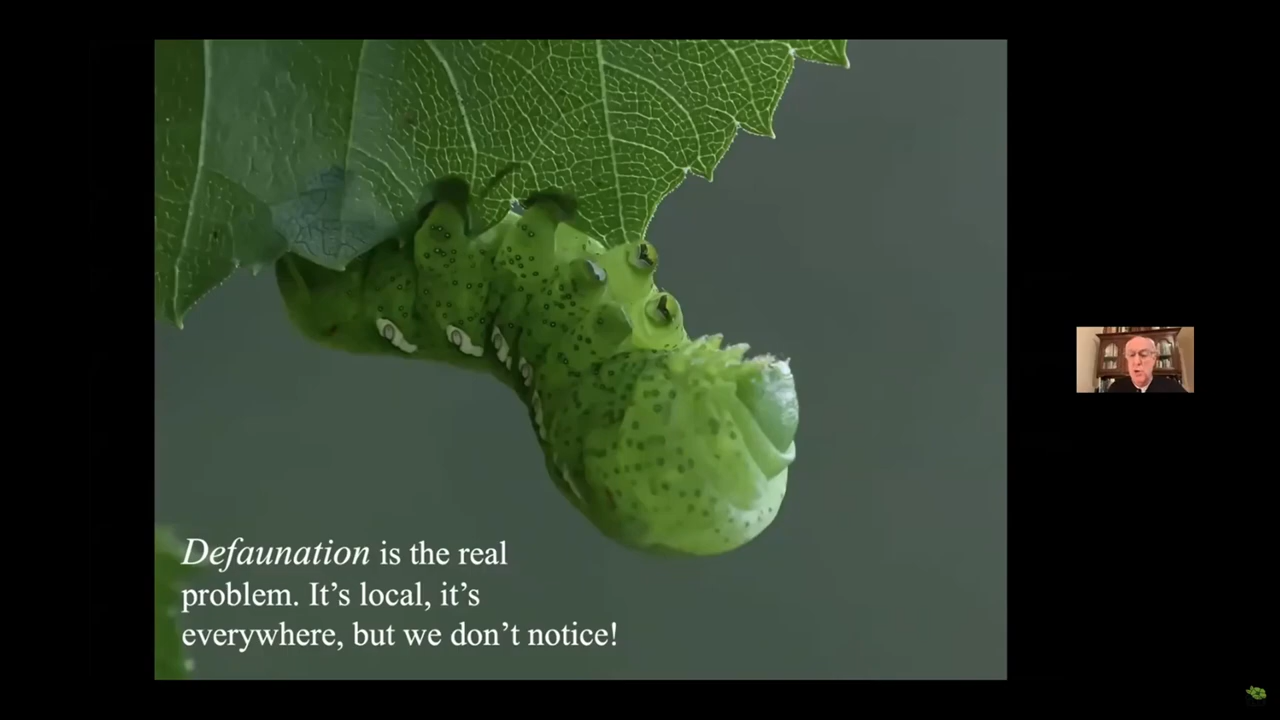 Defaunation is the real
problem. It’s local, it’s
everywhere, but we don’t notice!